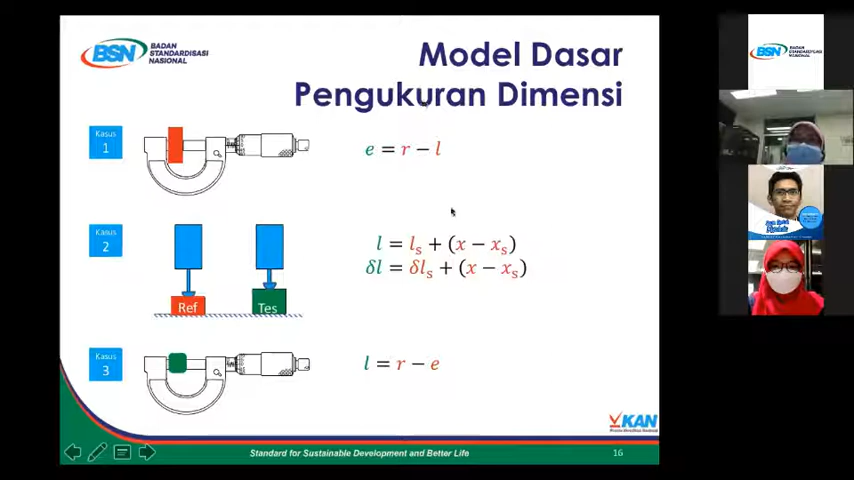 BSN
BADAN
STANDARDISASI
NASIONAL
Model Dasar
Pengukuran Dimensi
Kasus
1
e = r − l
Kasus
2
Ref
Tes
l = lₛ + (x − xₛ)
δl = δlₛ + (x − xₛ)
Kasus
3
l = r − e
KAN
Standard for Sustainable Development and Better Life
16
BSN